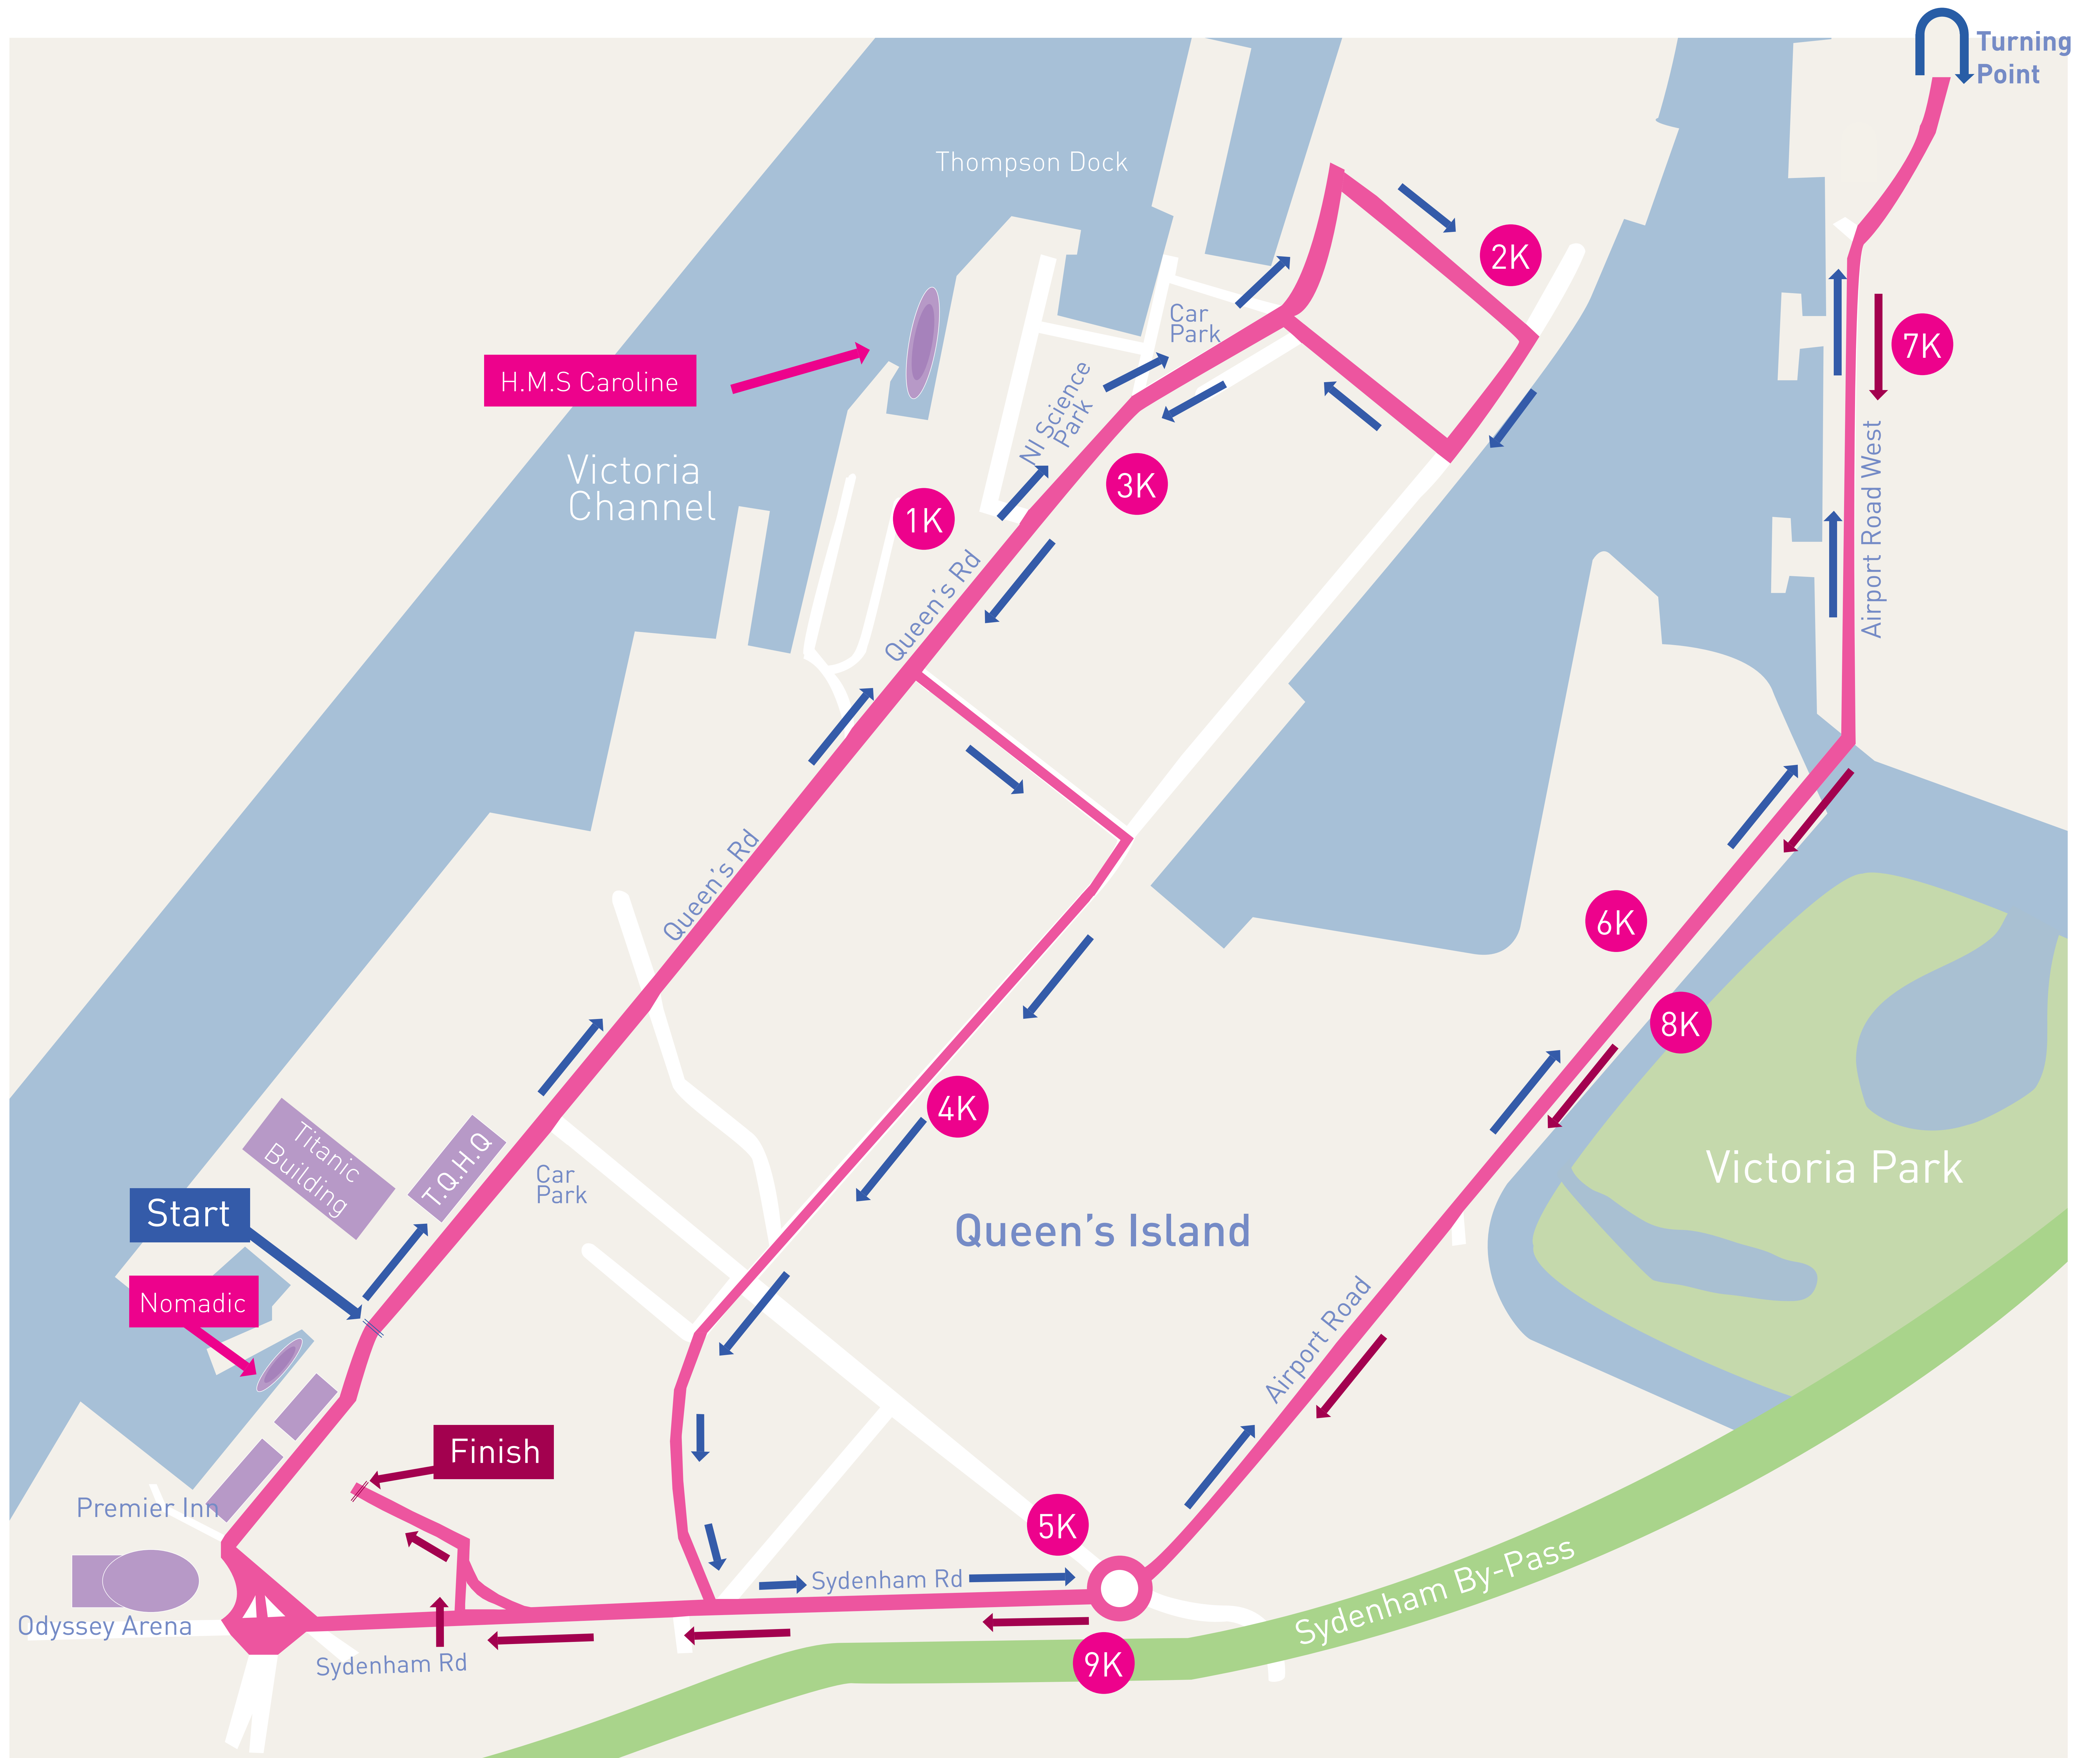 Turning
Point
Thompson Dock
2K
Car
Park
7K
H.M.S Caroline
NI Science
Park
Victoria
Channel
3K
1K
Airport Road West
Queen's Rd
Queen's Rd
6K
8K
4K
Titanic
Building
T.Q.H.Q
Car
Park
Victoria Park
Start
Queen's Island
Nomadic
Airport Road
Finish
Premier Inn
5K
Sydenham Rd
Sydenham By-Pass
Odyssey Arena
Sydenham Rd
9K